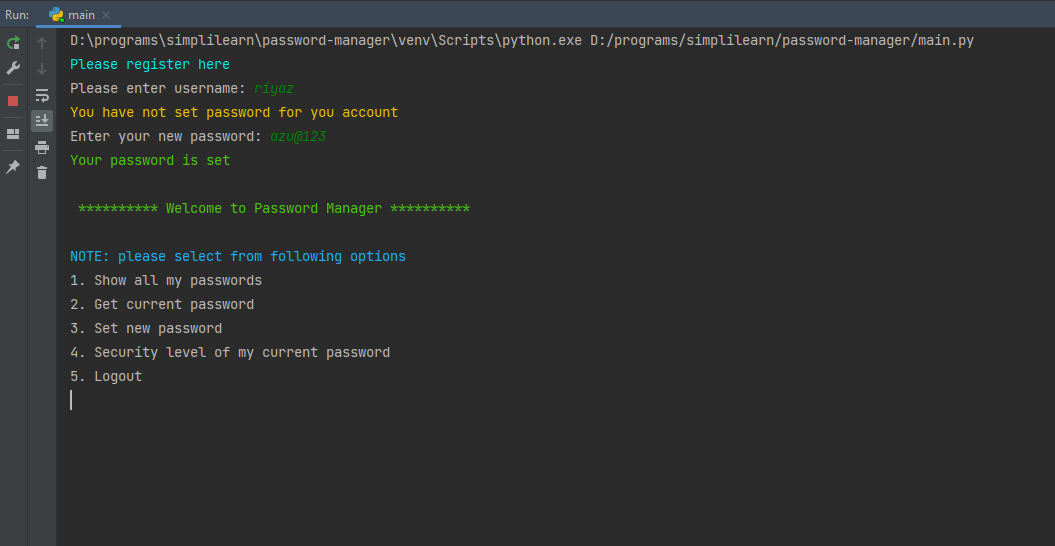 Run: main
D:\programs\simplilearn\password-manager\venv\Scripts\python.exe D:/programs/simplilearn/password-manager/main.py
Please register here
Please enter username: riyaz
You have not set password for you account
Enter your new password: azu@123
Your password is set
********** Welcome to Password Manager **********
NOTE: please select from following options
1. Show all my passwords
2. Get current password
3. Set new password
4. Security level of my current password
5. Logout